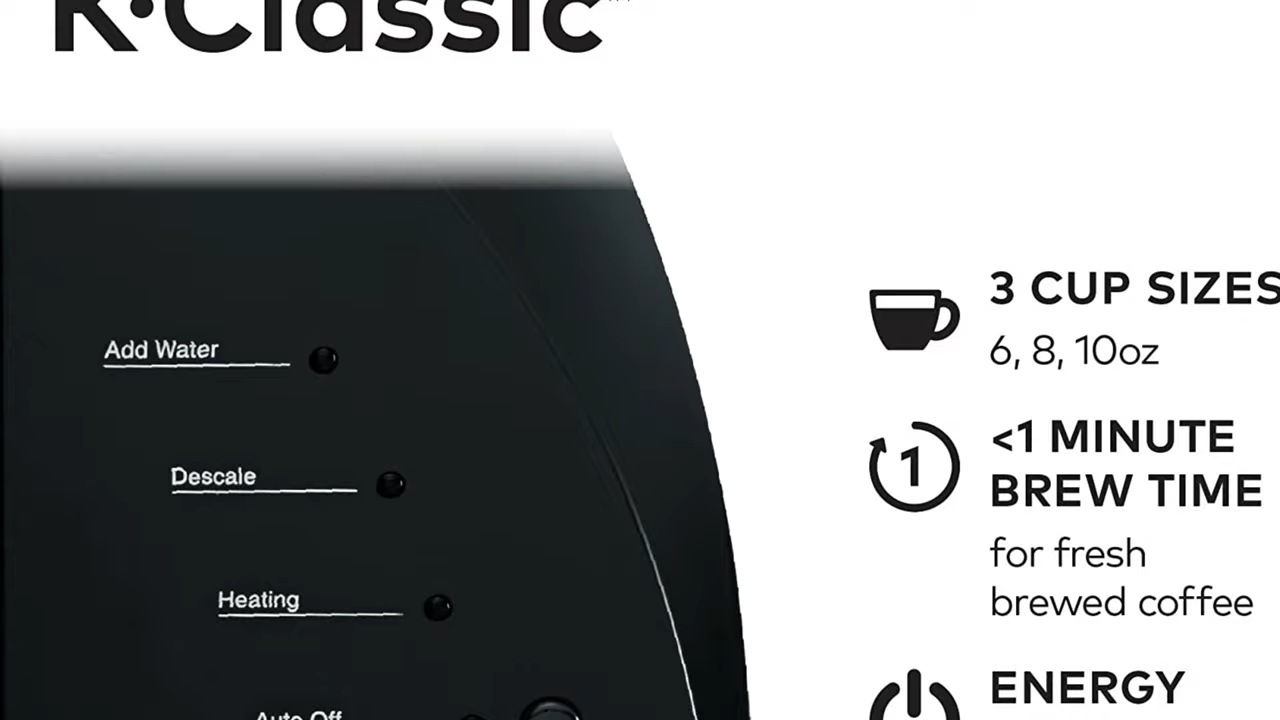 K•Classic™
Add Water
Descale
Heating
Auto Off
3 CUP SIZES
6, 8, 10oz
1
<1 MINUTE
BREW TIME
for fresh
brewed coffee
ENERGY